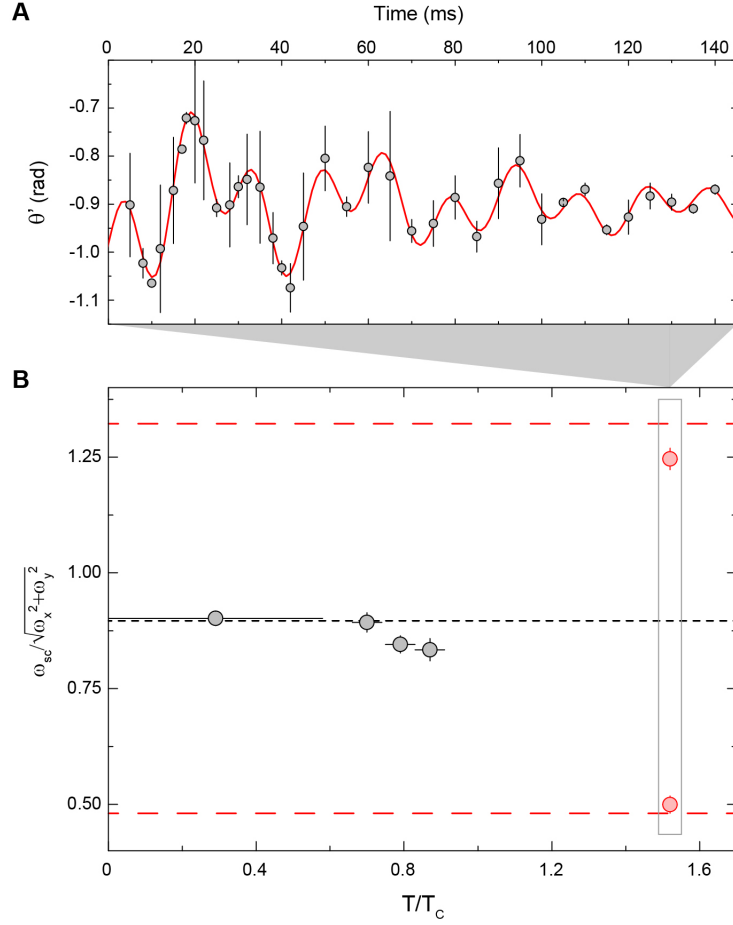 A
Time (ms)
0 20 40 60 80 100 120 140
-0.7
-0.8
-0.9
-1.0
-1.1
θ' (rad)
B
1.25
1.00
0.75
0.50
ω_sc/√ω_x²+ω_y²
0 0.4 0.8 1.2 1.6
T/T_C